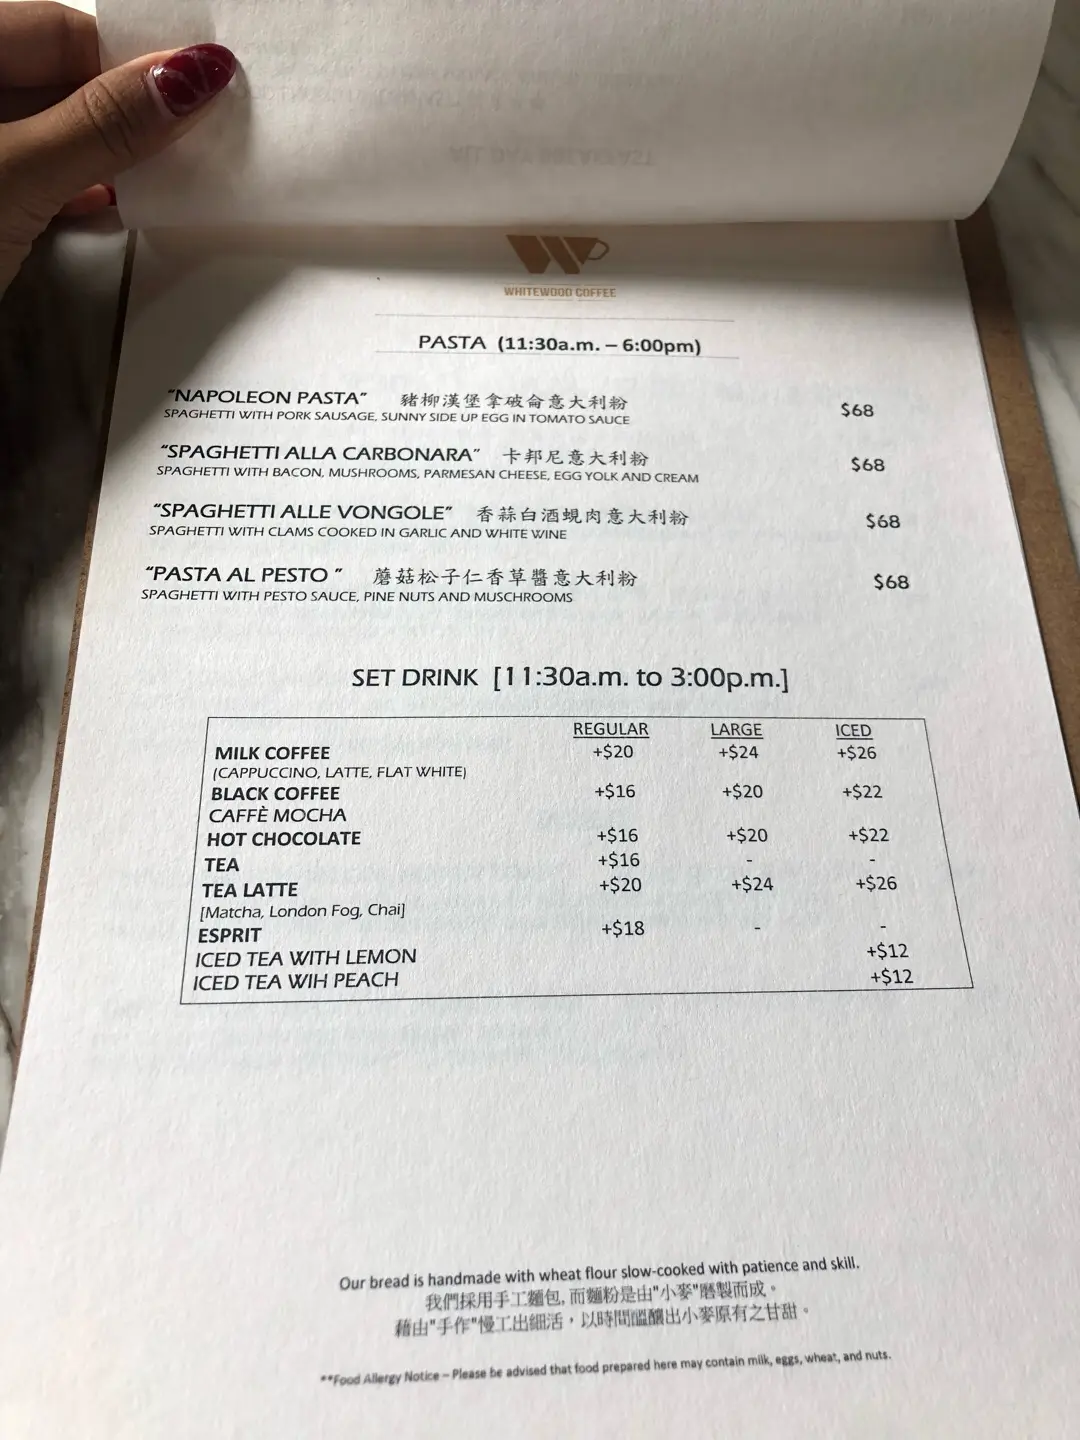 WHITEWOOD COFFEE
PASTA (11:30a.m. – 6:00pm)
"NAPOLEON PASTA" 豬柳漢堡拿破侖意大利粉 $68
SPAGHETTI WITH PORK SAUSAGE, SUNNY SIDE UP EGG IN TOMATO SAUCE
"SPAGHETTI ALLA CARBONARA" 卡邦尼意大利粉 $68
SPAGHETTI WITH BACON, MUSHROOMS, PARMESAN CHEESE, EGG YOLK AND CREAM
"SPAGHETTI ALLE VONGOLE" 香蒜白酒蜆肉意大利粉 $68
SPAGHETTI WITH CLAMS COOKED IN GARLIC AND WHITE WINE
"PASTA AL PESTO " 蘑菇松子仁香草醬意大利粉 $68
SPAGHETTI WITH PESTO SAUCE, PINE NUTS AND MUSCHROOMS
SET DRINK [11:30a.m. to 3:00p.m.]
REGULAR LARGE ICED
MILK COFFEE +$20 +$24 +$26
(CAPPUCCINO, LATTE, FLAT WHITE)
BLACK COFFEE +$16 +$20 +$22
CAFFÈ MOCHA
HOT CHOCOLATE +$16 +$20 +$22
TEA +$16 - -
TEA LATTE +$20 +$24 +$26
[Matcha, London Fog, Chai]
ESPRIT +$18 - -
ICED TEA WITH LEMON +$12
ICED TEA WIH PEACH +$12
Our bread is handmade with wheat flour slow-cooked with patience and skill.
我們採用手工麵包, 而麵粉是由"小麥"磨製而成。
藉由"手作"慢工出細活，以時間醞釀出小麥原有之甘甜。
**Food Allergy Notice – Please be advised that food prepared here may contain milk, eggs, wheat, and nuts.